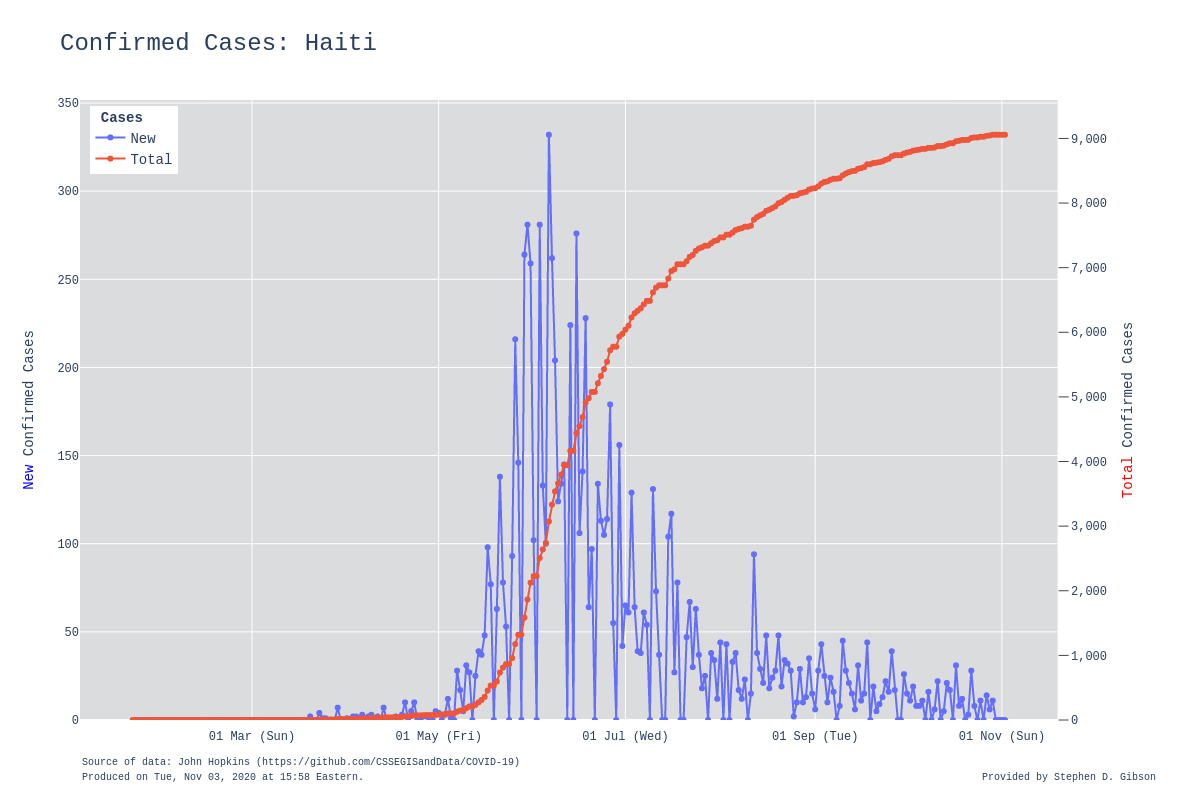 Confirmed Cases: Haiti
Cases
New
Total
350
300
250
200
150
100
50
0
New Confirmed Cases
9,000
8,000
7,000
6,000
5,000
4,000
3,000
2,000
1,000
0
Total Confirmed Cases
01 Mar (Sun) 01 May (Fri) 01 Jul (Wed) 01 Sep (Tue) 01 Nov (Sun)
Source of data: John Hopkins (https://github.com/CSSEGISandData/COVID-19)
Produced on Tue, Nov 03, 2020 at 15:58 Eastern.
Provided by Stephen D. Gibson